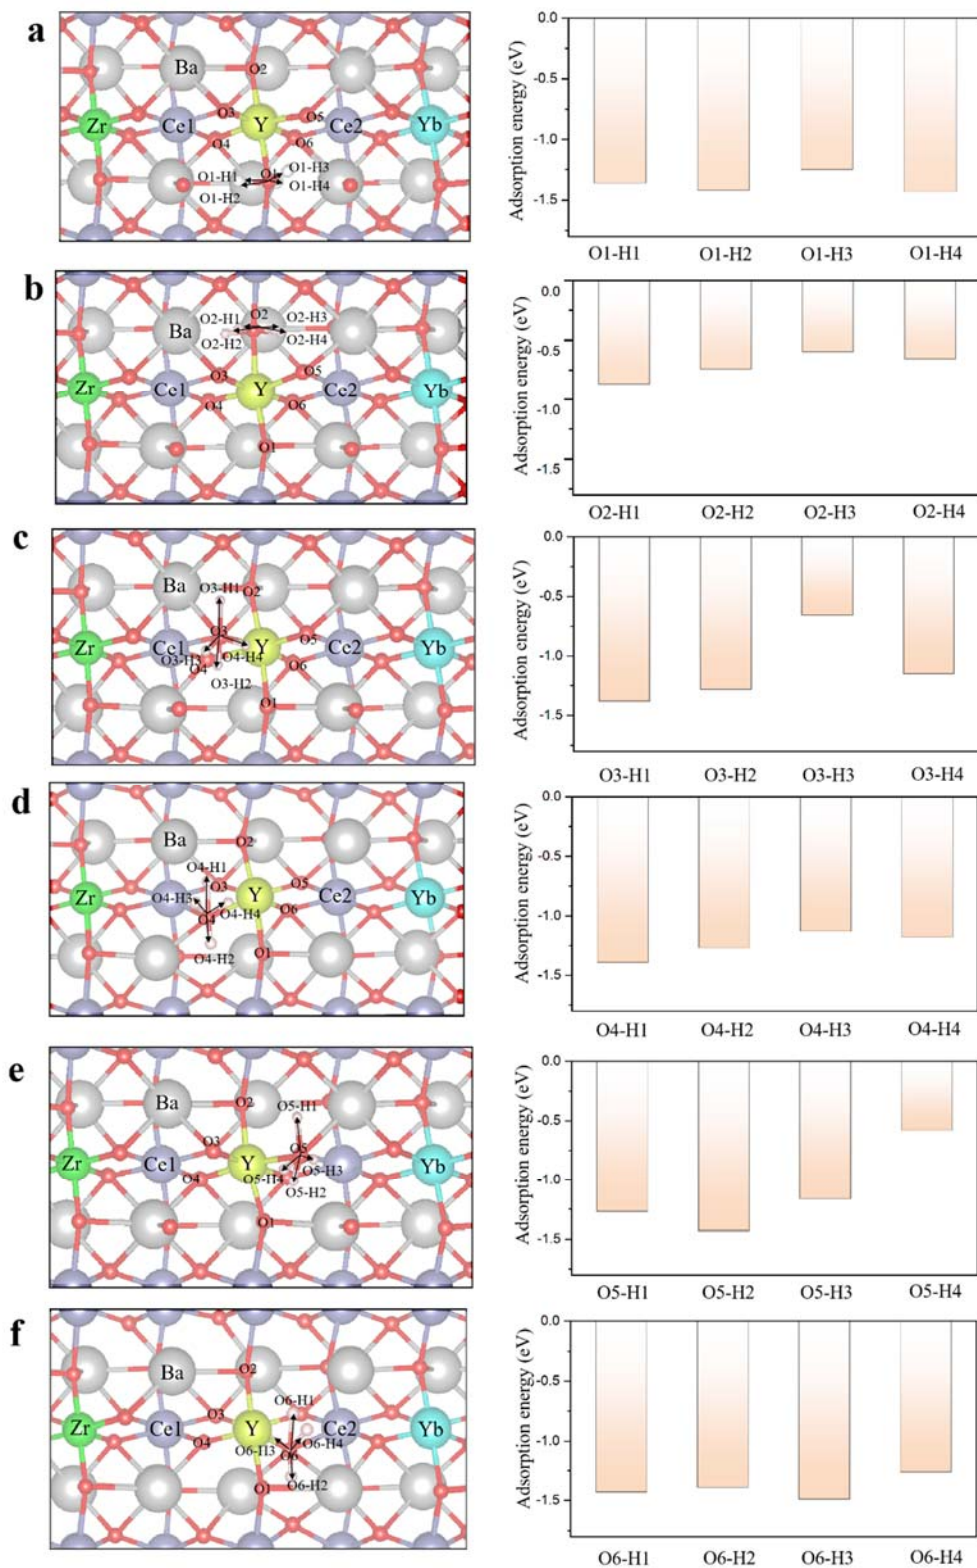 a
Ba
O2
Zr
Ce1
O3
Y
O5
Ce2
Yb
O4
O6
O1-H1
O1
O1-H3
O1-H2
O1-H4
Adsorption energy (eV)
0.0
-0.5
-1.0
-1.5
O1-H1 O1-H2 O1-H3 O1-H4
b
Ba
O2-H1
O2
O2-H3
O2-H2
O2-H4
Zr
Ce1
O3
Y
O5
Ce2
Yb
O4
O6
O1
Adsorption energy (eV)
0.0
-0.5
-1.0
-1.5
O2-H1 O2-H2 O2-H3 O2-H4
c
Ba
O3-H1
O2
Zr
Ce1
O3
Y
O5
Ce2
Yb
O3-H3
O4-H4
O4
O6
O3-H2
O1
Adsorption energy (eV)
0.0
-0.5
-1.0
-1.5
O3-H1 O3-H2 O3-H3 O3-H4
d
Ba
O2
O4-H1
Zr
O4-H3
O3
Y
O5
Ce2
Yb
O4
O4-H4
O6
O4-H2
O1
Adsorption energy (eV)
0.0
-0.5
-1.0
-1.5
O4-H1 O4-H2 O4-H3 O4-H4
e
Ba
O2
O5-H1
Zr
Ce1
O3
Y
O5
Yb
O4
O5-H4
O5-H3
O5-H2
O1
Adsorption energy (eV)
0.0
-0.5
-1.0
-1.5
O5-H1 O5-H2 O5-H3 O5-H4
f
Ba
O2
O6-H1
Zr
Ce1
O3
Y
Ce2
Yb
O4
O6-H3
O6
O6-H4
O1
O6-H2
Adsorption energy (eV)
0.0
-0.5
-1.0
-1.5
O6-H1 O6-H2 O6-H3 O6-H4